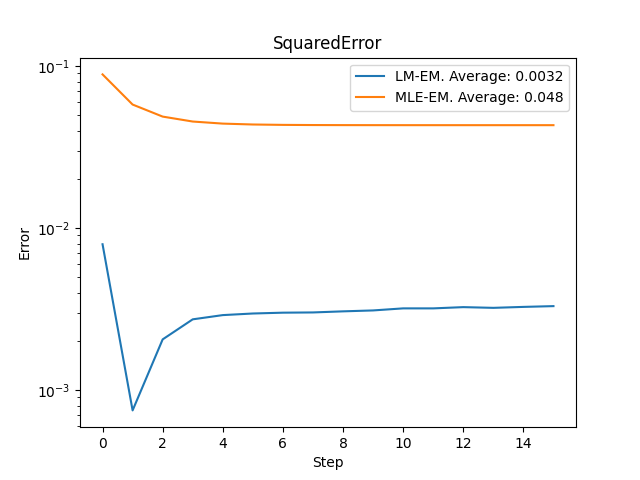 SquaredError
LM-EM. Average: 0.0032
MLE-EM. Average: 0.048
10⁻¹
10⁻²
10⁻³
Error
0 2 4 6 8 10 12 14
Step